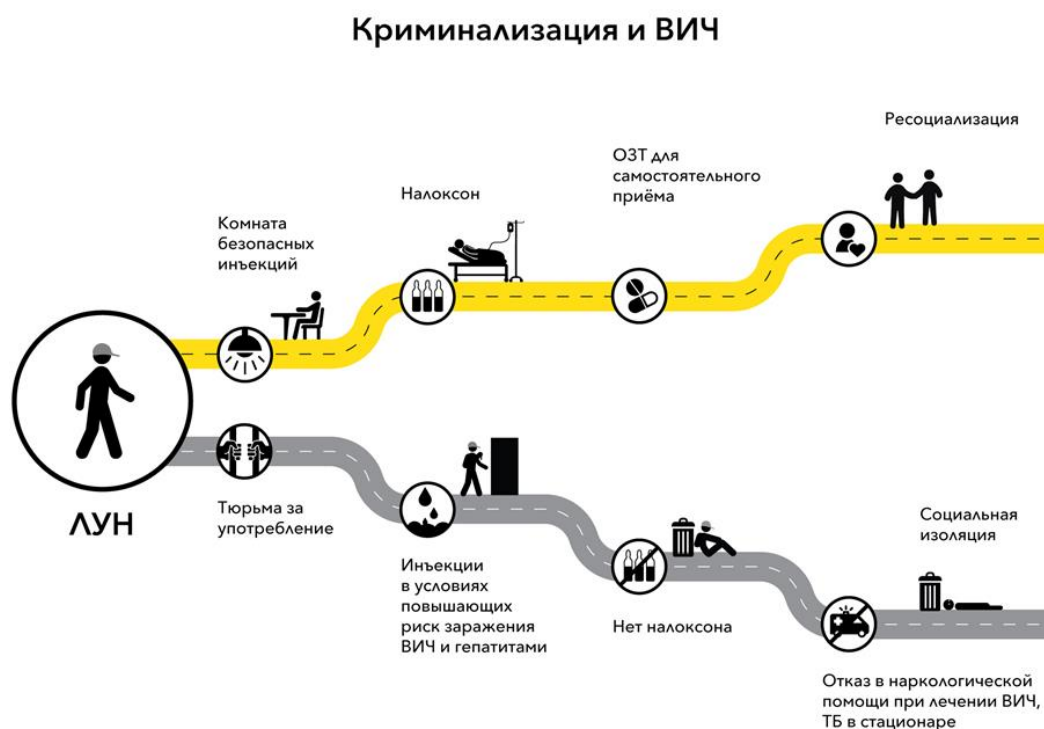 Криминализация и ВИЧ
Ресоциализация
ОЗТ для
самостоятельного
приёма
Налоксон
Комната
безопасных
инъекций
ЛУН
Тюрьма за
употребление
Инъекции
в условиях
повышающих
риск заражения
ВИЧ и гепатитами
Нет налоксона
Социальная
изоляция
Отказ в наркологической
помощи при лечении ВИЧ,
ТБ в стационаре